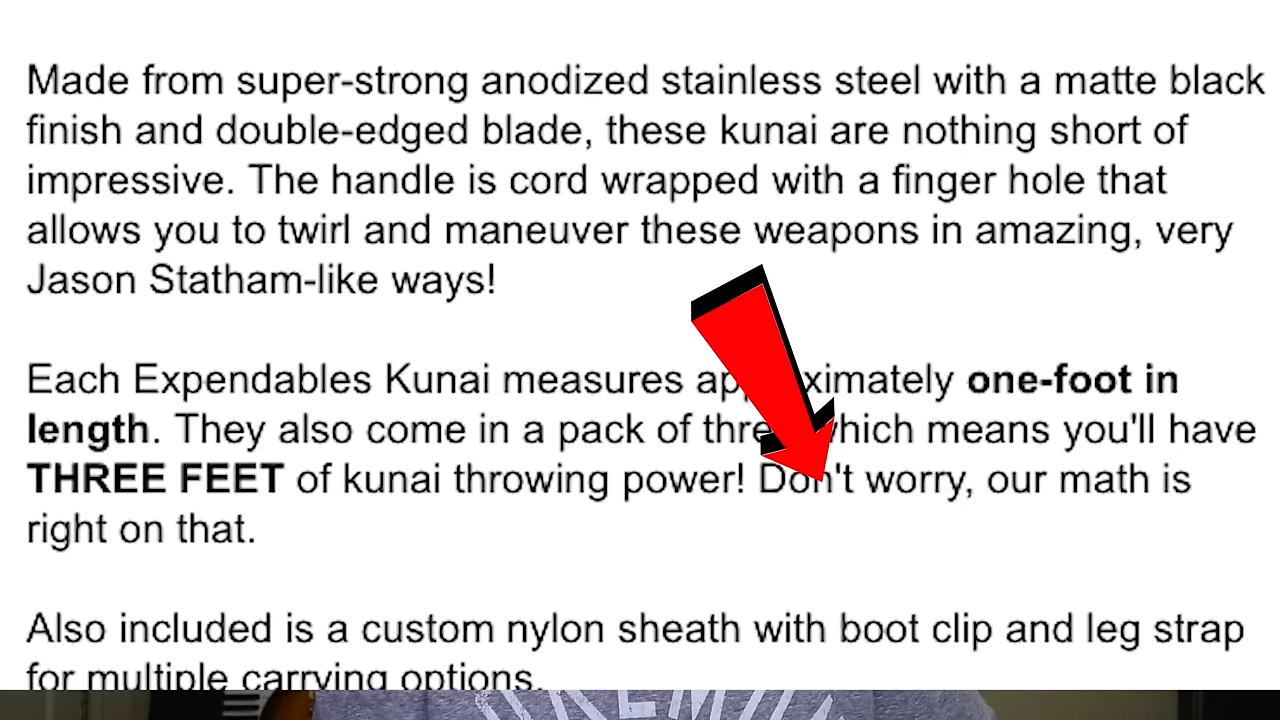 Made from super-strong anodized stainless steel with a matte black
finish and double-edged blade, these kunai are nothing short of
impressive. The handle is cord wrapped with a finger hole that
allows you to twirl and maneuver these weapons in amazing, very
Jason Statham-like ways!
Each Expendables Kunai measures approximately one-foot in
length. They also come in a pack of three which means you'll have
THREE FEET of kunai throwing power! Don't worry, our math is
right on that.
Also included is a custom nylon sheath with boot clip and leg strap
for multiple carrying options.